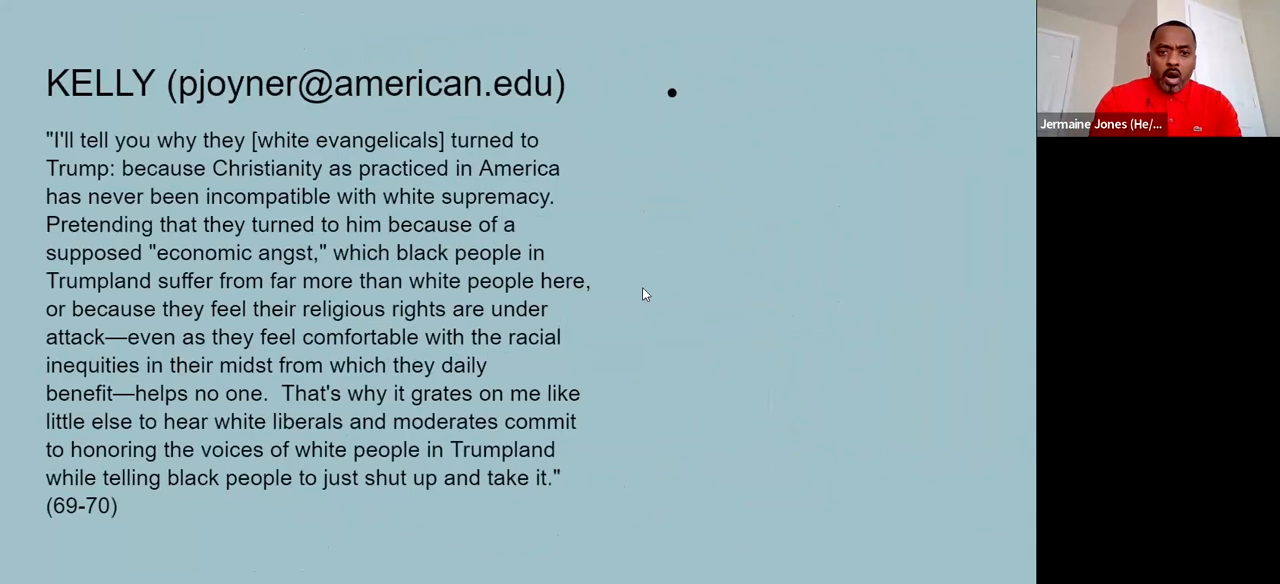 KELLY (pjoyner@american.edu)
"I'll tell you why they [white evangelicals] turned to
Trump: because Christianity as practiced in America
has never been incompatible with white supremacy.
Pretending that they turned to him because of a
supposed "economic angst," which black people in
Trumpland suffer from far more than white people here,
or because they feel their religious rights are under
attack—even as they feel comfortable with the racial
inequities in their midst from which they daily
benefit—helps no one.  That's why it grates on me like
little else to hear white liberals and moderates commit
to honoring the voices of white people in Trumpland
while telling black people to just shut up and take it."
(69-70)
•
Jermaine Jones (He/...